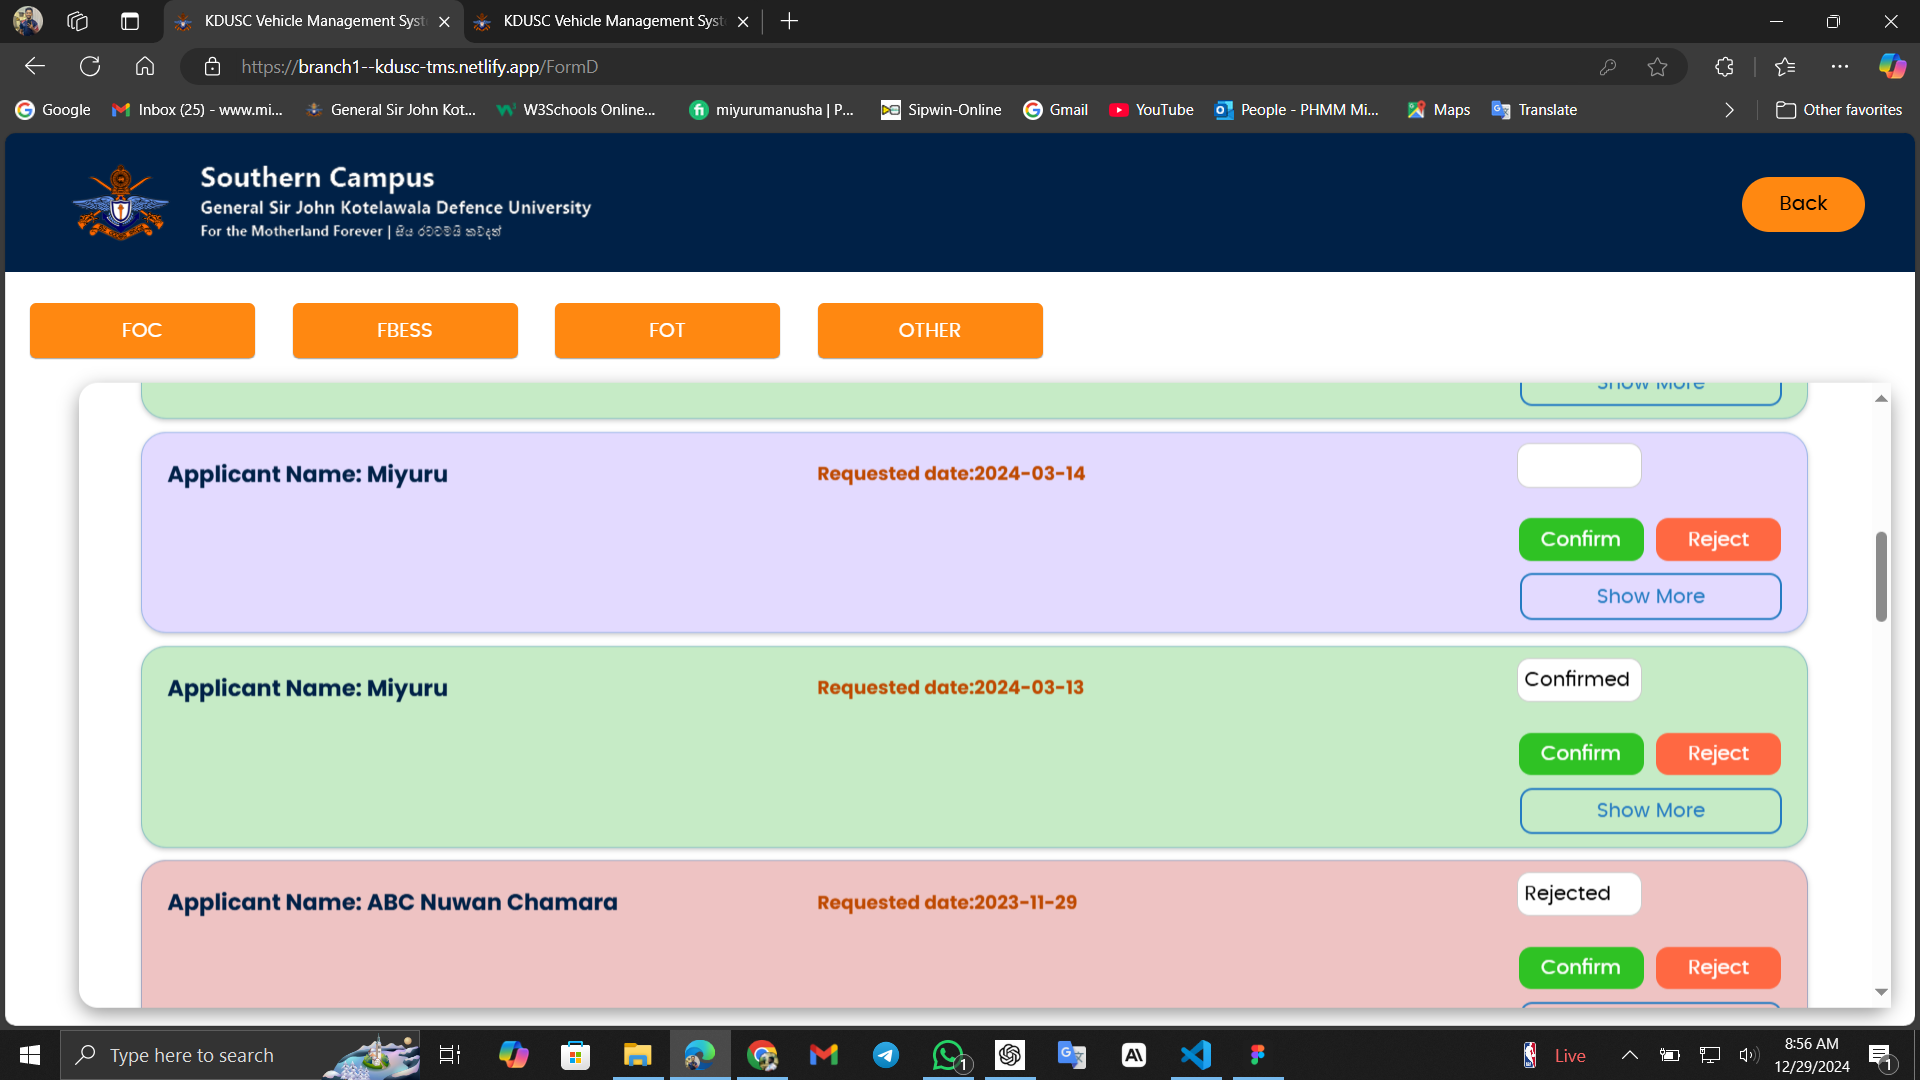 KDUSC Vehicle Management Syst
KDUSC Vehicle Management Syst
https://branch1--kdusc-tms.netlify.app/FormD
Google
Inbox (25) - www.mi...
General Sir John Kot...
W3Schools Online...
miyurumanusha | P...
Sipwin-Online
Gmail
YouTube
People - PHMM Mi...
Maps
Translate
Other favorites
Southern Campus
General Sir John Kotelawala Defence University
For the Motherland Forever |
Back
FOC
FBESS
FOT
OTHER
Show More
Applicant Name: Miyuru
Requested date:2024-03-14
Confirm
Reject
Show More
Applicant Name: Miyuru
Requested date:2024-03-13
Confirmed
Confirm
Reject
Show More
Applicant Name: ABC Nuwan Chamara
Requested date:2023-11-29
Rejected
Confirm
Reject
Type here to search
1
Live
8:56 AM
12/29/2024
1